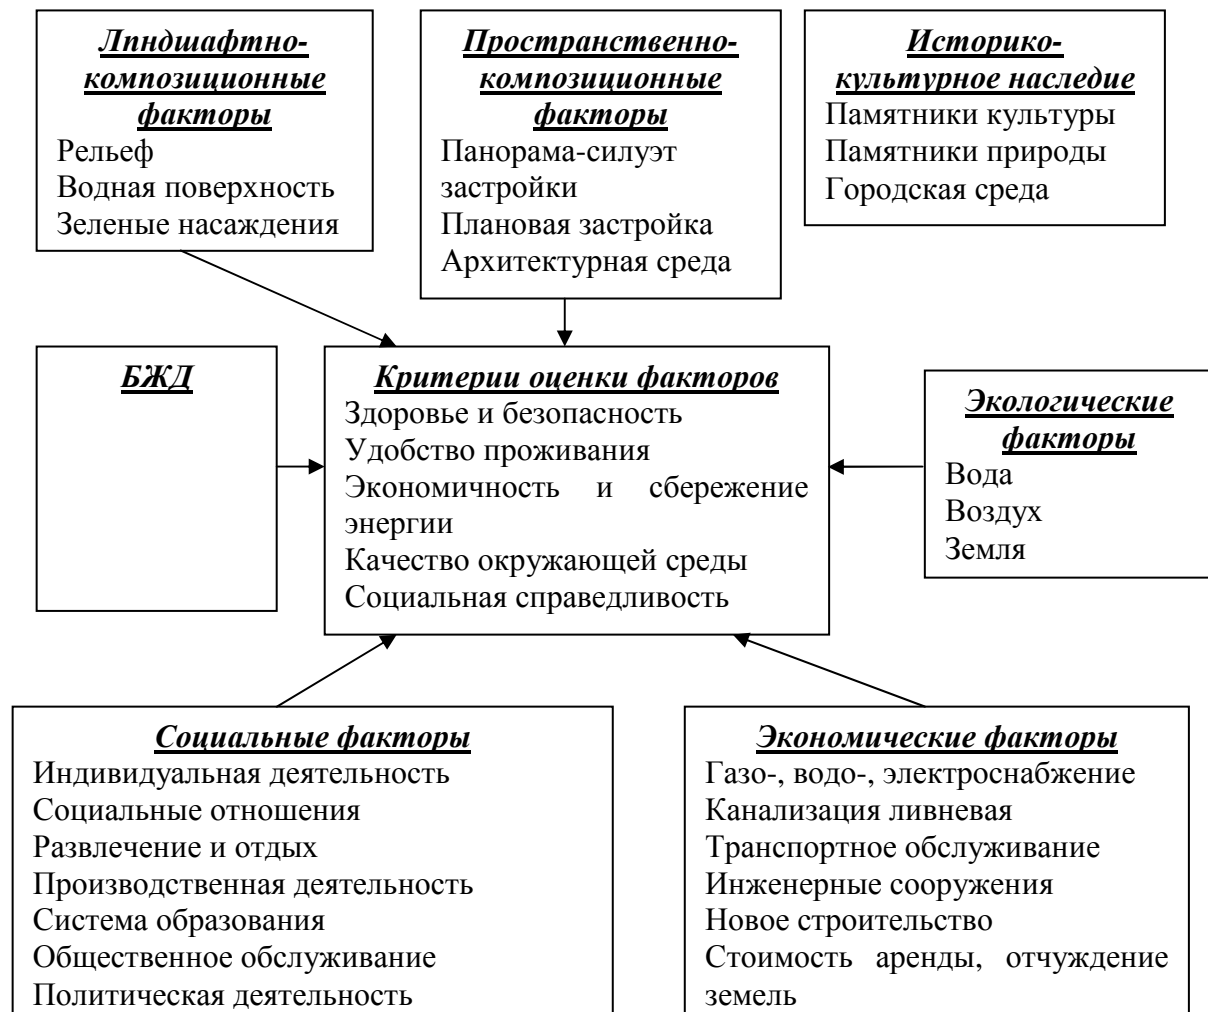 Лпндшафтно-
композиционные
факторы
Рельеф
Водная поверхность
Зеленые насаждения
Пространственно-
композиционные
факторы
Панорама-силуэт
застройки
Плановая застройка
Архитектурная среда
Историко-
культурное наследие
Памятники культуры
Памятники природы
Городская среда
БЖД
Критерии оценки факторов
Здоровье и безопасность
Удобство проживания
Экономичность и сбережение
энергии
Качество окружающей среды
Социальная справедливость
Экологические
факторы
Вода
Воздух
Земля
Социальные факторы
Индивидуальная деятельность
Социальные отношения
Развлечение и отдых
Производственная деятельность
Система образования
Общественное обслуживание
Политическая деятельность
Экономические факторы
Газо-, водо-, электроснабжение
Канализация ливневая
Транспортное обслуживание
Инженерные сооружения
Новое строительство
Стоимость аренды, отчуждение
земель